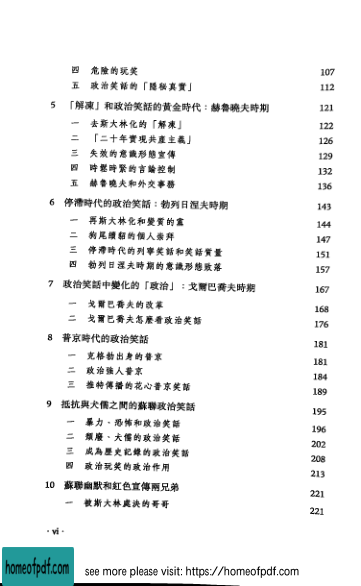 四 危險的玩笑 107
五 政治笑話的「隱秘真實」 112
5 「解凍」和政治笑話的黃金時代：赫魯曉夫時期 121
一 去斯大林化的「解凍」 122
二 「二十年實現共產主義」 126
三 失效的意識形態宣傳 129
四 時鬆時緊的言論控制 132
五 赫魯曉夫和外交事務 136
6 停滯時代的政治笑話：勃列日涅夫時期 143
一 再斯大林化和變質的黨 144
二 狗尾續貂的個人崇拜 147
三 停滯時代的列寧笑話和笑話質量 151
四 勃列日涅夫時期的意識形態敗落 157
7 政治笑話中變化的「政治」：戈爾巴喬夫時期 167
一 戈爾巴喬夫的改革 168
二 戈爾巴喬夫怎麼看政治笑話 176
8 普京時代的政治笑話 181
一 克格勃出身的普京 181
二 政治強人普京 184
三 推特傳播的花心普京笑話 189
9 抵抗與犬儒之間的蘇聯政治笑話 195
一 暴力、恐怖和政治笑話 196
二 頹廢、犬儒的政治笑話 202
三 成為歷史記錄的政治笑話 208
四 政治玩笑的政治作用 213
10 蘇聯幽默和紅色宣傳兩兄弟 221
一 被斯大林處決的哥哥 221
· vi ·
homeofpdf.com
see more please visit: https://homeofpdf.com